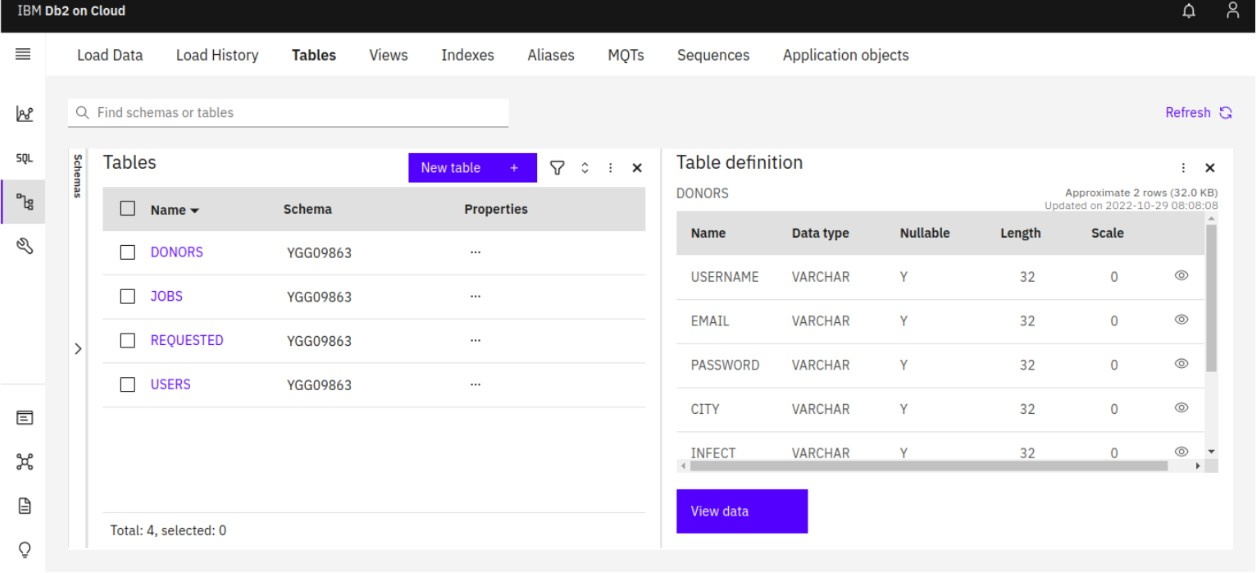 IBM Db2 on Cloud
Load Data Load History Tables Views Indexes Aliases MQTs Sequences Application objects
Find schemas or tables
Refresh
SQL
Schemas
Tables
New table +
Name Schema Properties
DONORS YGG09863 ...
JOBS YGG09863 ...
REQUESTED YGG09863 ...
USERS YGG09863 ...
Total: 4, selected: 0
Table definition
DONORS
Approximate 2 rows (32.0 KB)
Updated on 2022-10-29 08:08:08
Name Data type Nullable Length Scale
USERNAME VARCHAR Y 32 0
EMAIL VARCHAR Y 32 0
PASSWORD VARCHAR Y 32 0
CITY VARCHAR Y 32 0
INFECT VARCHAR Y 32 0
View data